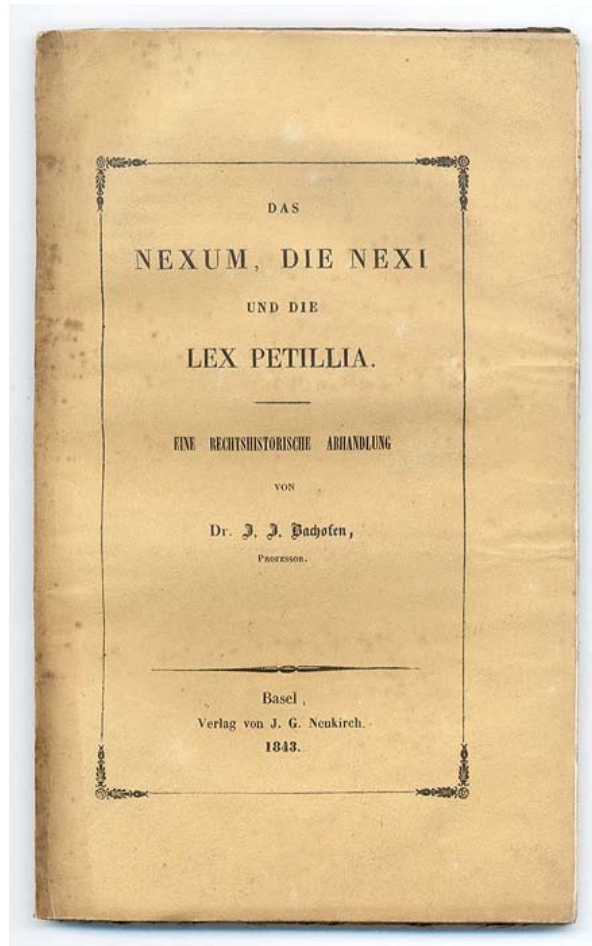 DAS
NEXUM, DIE NEXI
UND DIE
LEX PETILLIA.
EINE RECHTSHISTORISCHE ABHANDLUNG
VON
Dr. J. J. Bachofen,
PROFESSOR.
Basel,
Verlag von J. G. Neukirch.
1843.